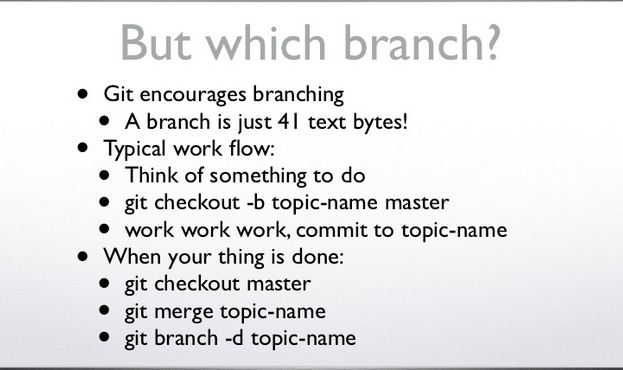 But which branch?
• Git encourages branching
• A branch is just 41 text bytes!
• Typical work flow:
• Think of something to do
• git checkout -b topic-name master
• work work work, commit to topic-name
• When your thing is done:
• git checkout master
• git merge topic-name
• git branch -d topic-name